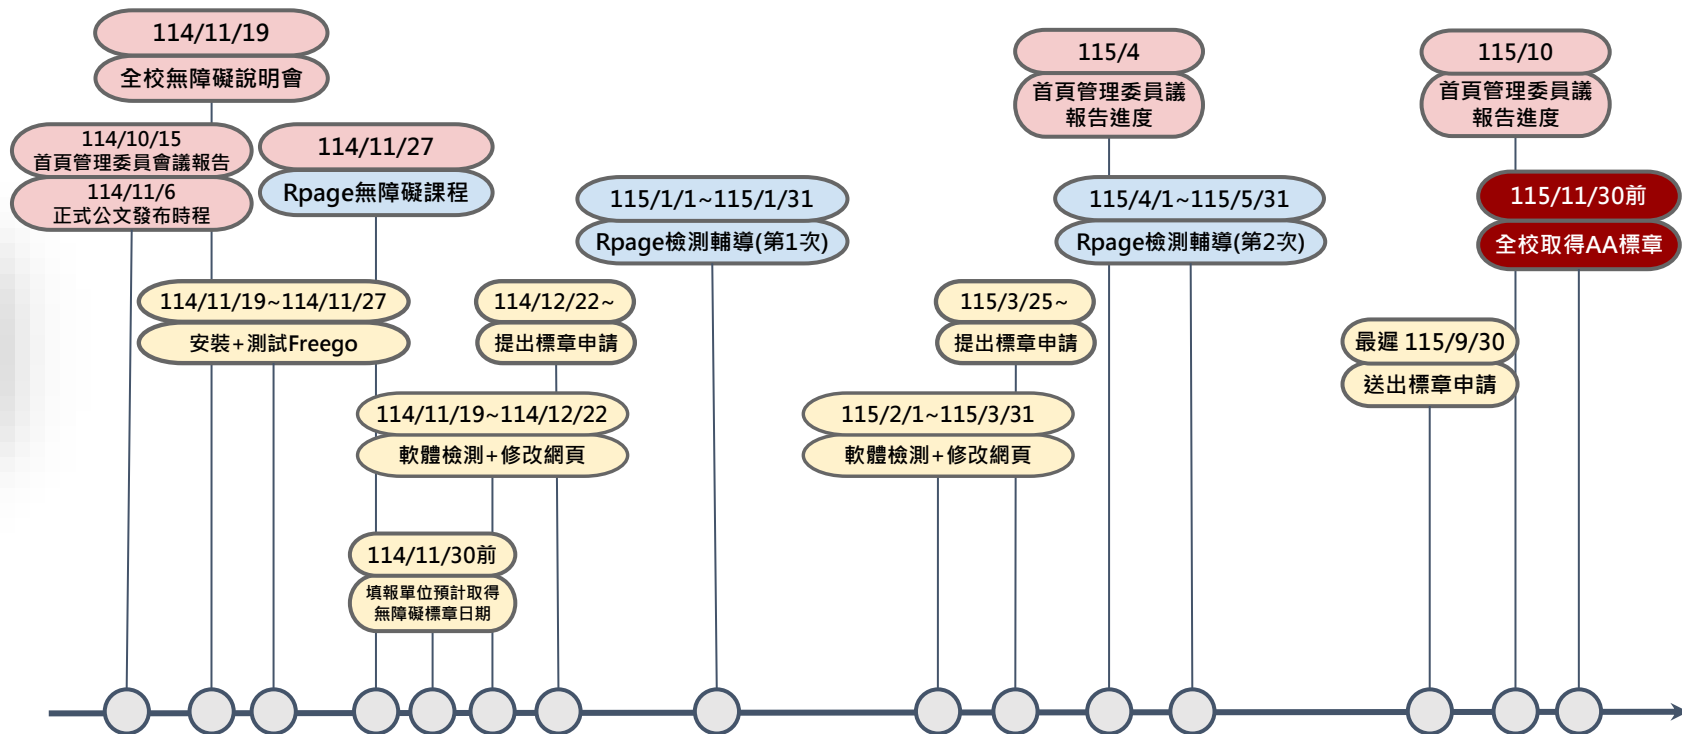 114/11/19
全校無障礙說明會
114/10/15
首頁管理委員會議報告
114/11/6
正式公文發布時程
114/11/27
Rpage無障礙課程
114/11/19~114/11/27
安裝+測試Freego
114/12/22~
提出標章申請
114/11/19~114/12/22
軟體檢測+修改網頁
114/11/30前
填報單位預計取得
無障礙標章日期
115/1/1~115/1/31
Rpage檢測輔導(第1次)
115/3/25~
提出標章申請
115/2/1~115/3/31
軟體檢測+修改網頁
115/4
首頁管理委員議
報告進度
115/4/1~115/5/31
Rpage檢測輔導(第2次)
115/10
首頁管理委員議
報告進度
115/11/30前
全校取得AA標章
最遲 115/9/30
送出標章申請